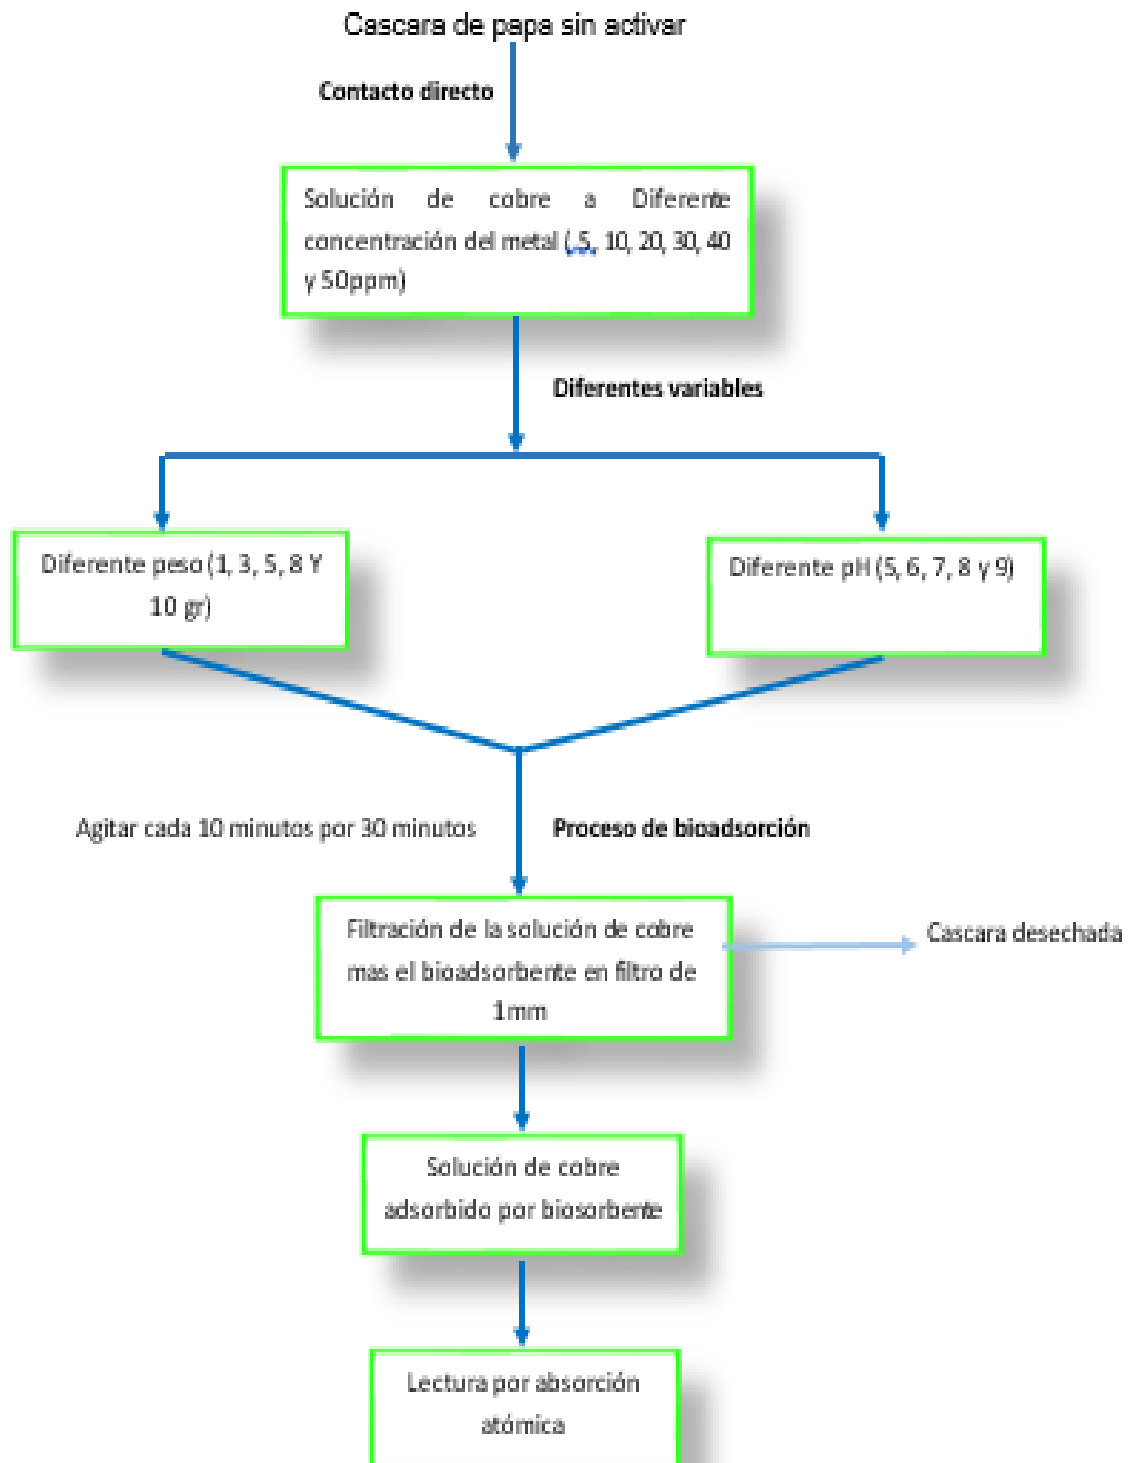 Cascara de papa sin activar
Contacto directo
Solución de cobre a Diferente
concentración del metal ( 5, 10, 20, 30, 40
y 50ppm)
Diferentes variables
Diferente peso (1, 3, 5, 8 Y
10 gr)
Diferente pH (5, 6, 7, 8 y 9)
Agitar cada 10 minutos por 30 minutos
Proceso de bioadsorción
Filtración de la solución de cobre
mas el bioadsorbente en filtro de
1mm
Cascara desechada
Solución de cobre
adsorbido por biosorbente
Lectura por absorción
atómica